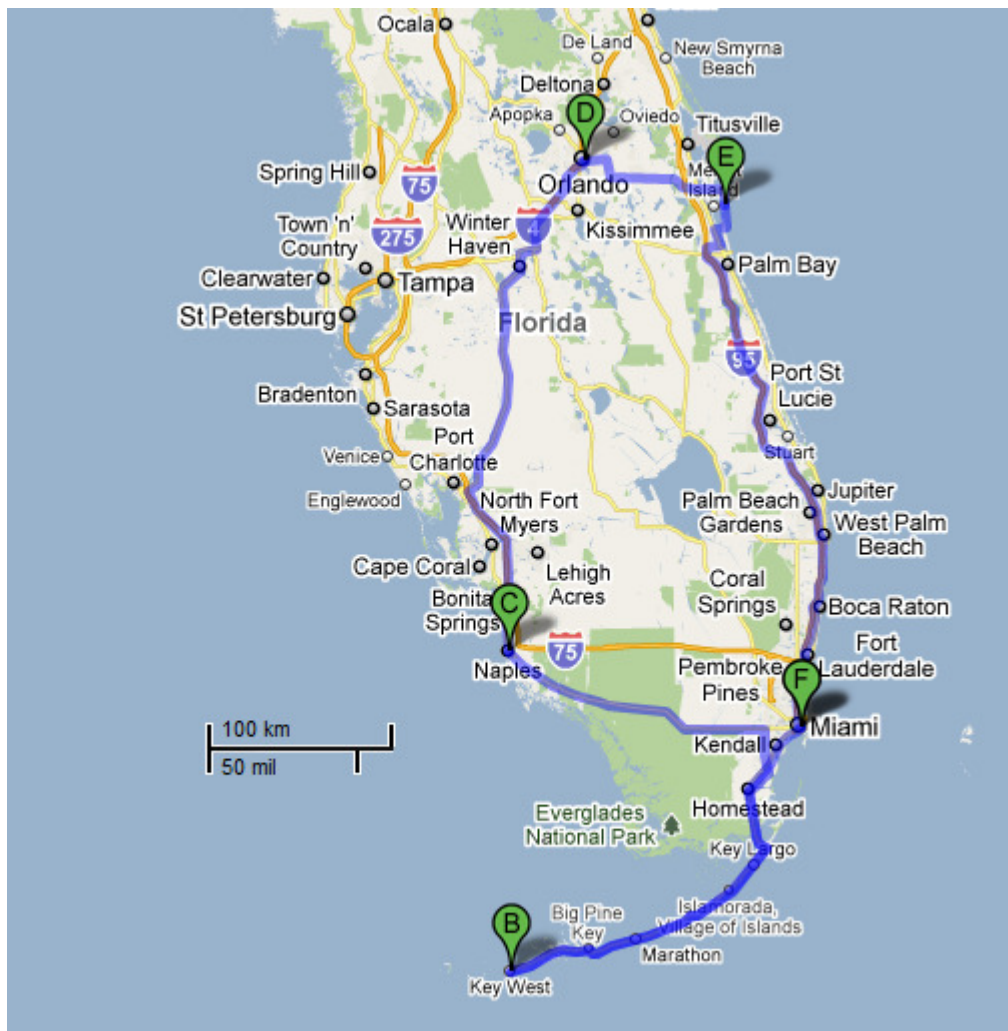 Ocala
De Land
New Smyrna
Beach
Deltona
D
Apopka
Oviedo
Titusville
E
Spring Hill
75
Orlando
Island
Town 'n'
Country
275
Winter
Haven
4
Kissimmee
Clearwater
Tampa
Palm Bay
St Petersburg
Florida
95
Port St
Lucie
Bradenton
Sarasota
Stuart
Venice
Port
Charlotte
Englewood
North Fort
Myers
Jupiter
Palm Beach
Gardens
West Palm
Beach
Cape Coral
Lehigh
Acres
Coral
Springs
Bonita
Springs
C
Boca Raton
75
Fort
Lauderdale
Naples
Pembroke
Pines
F
100 km
50 mil
Miami
Kendall
Homestead
Everglades
National Park
Key Largo
Islamorada,
Village of Islands
B
Big Pine
Key
Marathon
Key West